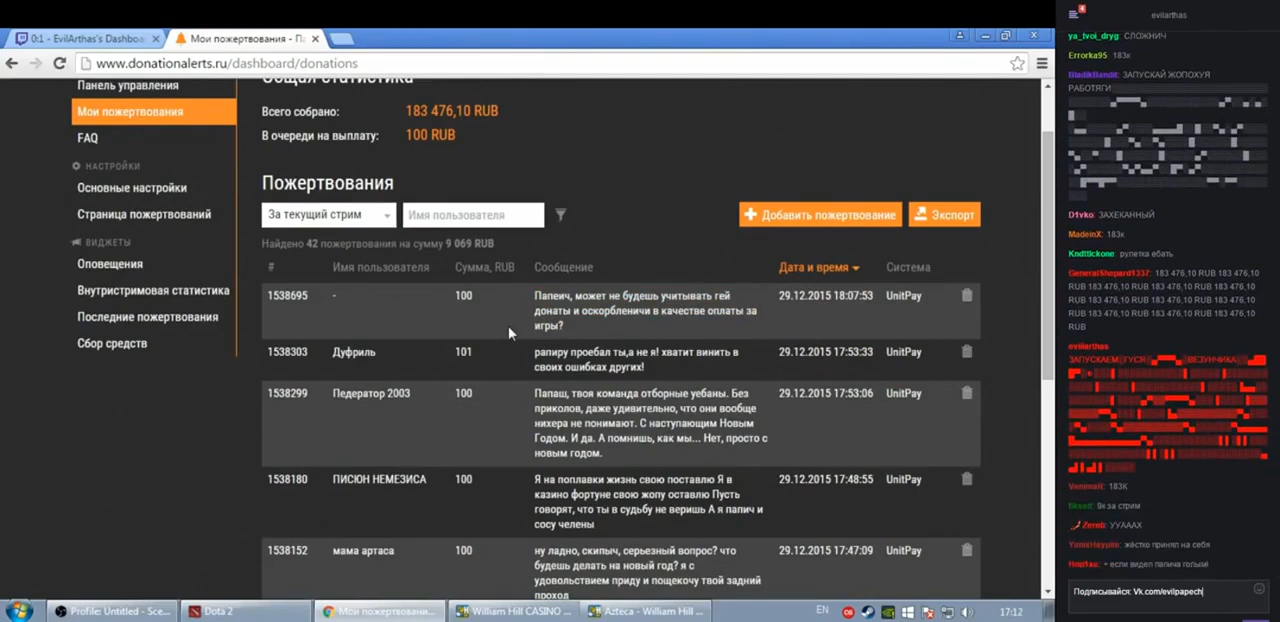 0:1 - EvilArthas's Dashboa
Мои пожертвования - Па
www.donationalerts.ru/dashboard/donations
Панель управления
Мои пожертвования
FAQ
НАСТРОЙКИ
Основные настройки
Страница пожертвований
ВИДЖЕТЫ
Оповещения
Внутристримовая статистика
Последние пожертвования
Сбор средств
Общая статистика
Всего собрано: 183 476,10 RUB
В очереди на выплату: 100 RUB
Пожертвования
За текущий стрим Имя пользователя Добавить пожертвование Экспорт
Найдено 42 пожертвования на сумму 9 069 RUB
# Имя пользователя Сумма, RUB Сообщение Дата и время Система
1538695 - 100 Папеич, может не будешь учитывать гей 29.12.2015 18:07:53 UnitPay
донаты и оскорбленичи в качестве оплаты за
игры?
1538303 Дуфриль 101 рапиру проебал ты,а не я! хватит винить в 29.12.2015 17:53:33 UnitPay
своих ошибках других!
1538299 Педератор 2003 100 Папаш, твоя команда отборные уебаны. Без 29.12.2015 17:53:06 UnitPay
приколов, даже удивительно, что они вообще
нихера не понимают. С наступающим Новым
Годом. И да. А помнишь, как мы... Нет, просто с
новым годом.
1538180 ПИСЮН НЕМЕЗИСА 100 Я на поплавки жизнь свою поставлю Я в 29.12.2015 17:48:55 UnitPay
казино фортуне свою жопу оставлю Пусть
говорят, что ты в судьбу не веришь А я папич и
сосу челены
1538152 мама артаса 100 ну ладно, скипыч, серьезный вопрос? что 29.12.2015 17:47:09 UnitPay
будешь делать на новый год? я с
удовольствием приду и пощекочу твой задний
проход
Profile: Untitled - Sce...
Dota 2
Мои пожертвовани...
William Hill CASINO ...
Azteca - William Hill ...
EN
17:12
4
evilarthas
ya_tvoi_dryg: СЛОЖНИЧ
Errorka95 183к
BladikBandit: ЗАПУСКАЙ ЖОПОХУЯ
РАБОТЯГИ
D1vko: ЗАХЕКАННЫЙ
MadeinX: 183к
Kndttlckone: рулетка ебать
GeneralShepard1337: 183 476,10 RUB 183 476,10
RUB 183 476,10 RUB 183 476,10 RUB 183 476,10
RUB 183 476,10 RUB 183 476,10 RUB 183 476,10
RUB 183 476,10 RUB 183 476,10 RUB 183 476,10
RUB
evilarthas
ЗАПУСКАЕМ ГУСЯ ВЕЗУНЧИКА
183К
9к за стрим
Zereb: УУАААХ
жёстко принял на себя
+ если видел папича голым!
Подписывайся: Vk.com/evilpapech